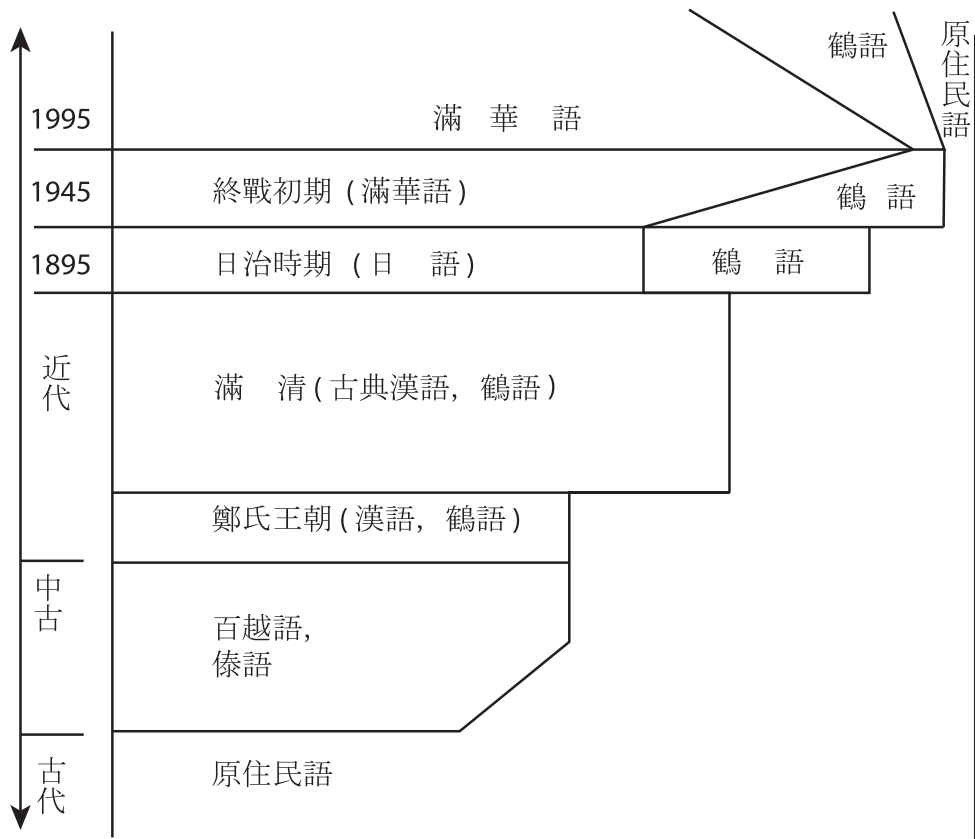 鶴語
原住民語
1995
滿 華 語
1945
終戰初期 (滿華語)
鶴 語
1895
日治時期 (日 語)
鶴 語
近代
滿 清 (古典漢語, 鶴語)
鄭氏王朝 (漢語, 鶴語)
中古
百越語,
傣語
古代
原住民語